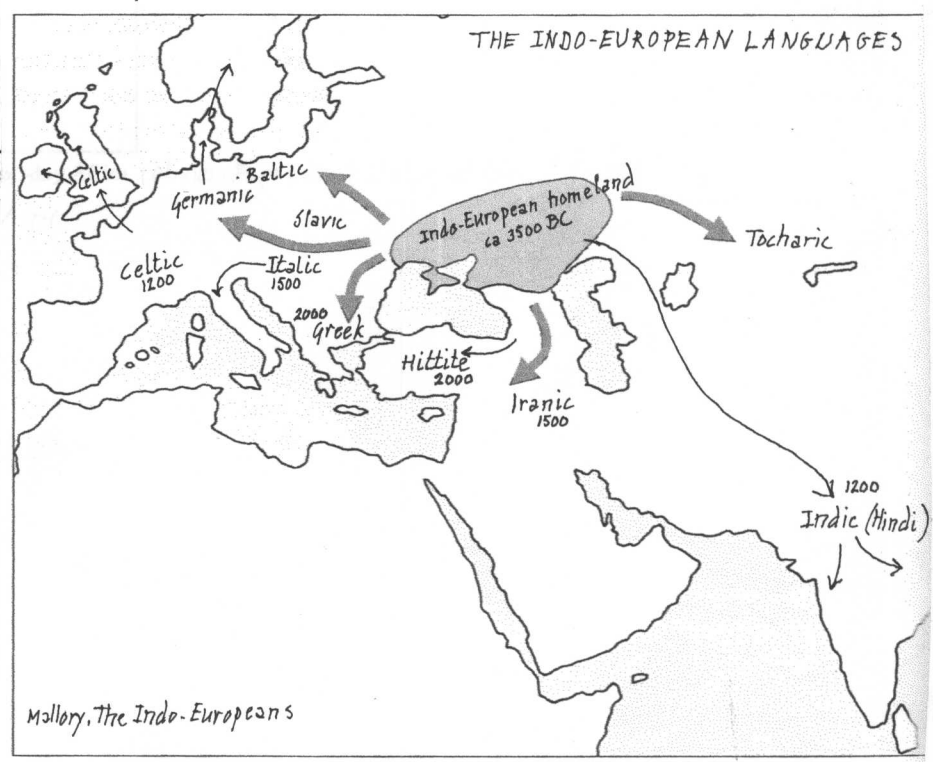 THE INDO-EUROPEAN LANGUAGES
Celtic
Germanic
Baltic
Slavic
Indo-European homeland
ca 3500 BC
Tocharic
Celtic
1200
Italic
1500
2000
Greek
Hittite
2000
Iranic
1500
1200
Indic (Hindi)
Mallory, The Indo-Europeans